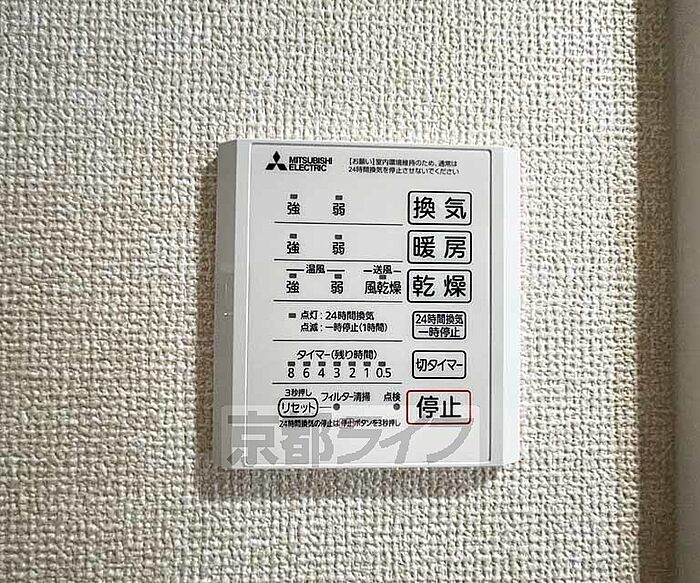 MITSUBISHI
ELECTRIC
【お願い】室内環境維持のため、通常は
24時間換気を停止させないでください
強 弱 換気
強 弱 暖房
温風 送風
強 弱 風乾燥 乾燥
点灯：24時間換気
点滅：一時停止(1時間)
24時間換気
一時停止
タイマー(残り時間)
8 6 4 3 2 1 0.5
切タイマー
3秒押し
リセット フィルター清掃 点検 停止
24時間換気の停止は停止ボタンを3秒押し
京都ライフ